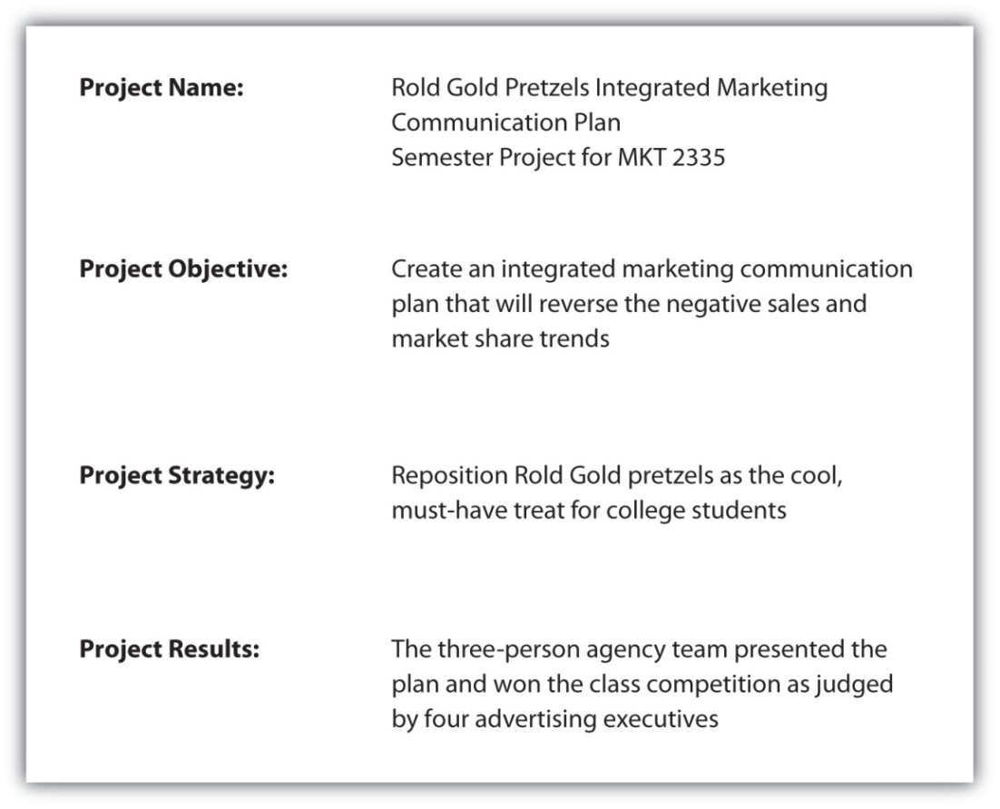 Project Name:
Rold Gold Pretzels Integrated Marketing
Communication Plan
Semester Project for MKT 2335
Project Objective:
Create an integrated marketing communication
plan that will reverse the negative sales and
market share trends
Project Strategy:
Reposition Rold Gold pretzels as the cool,
must-have treat for college students
Project Results:
The three-person agency team presented the
plan and won the class competition as judged
by four advertising executives